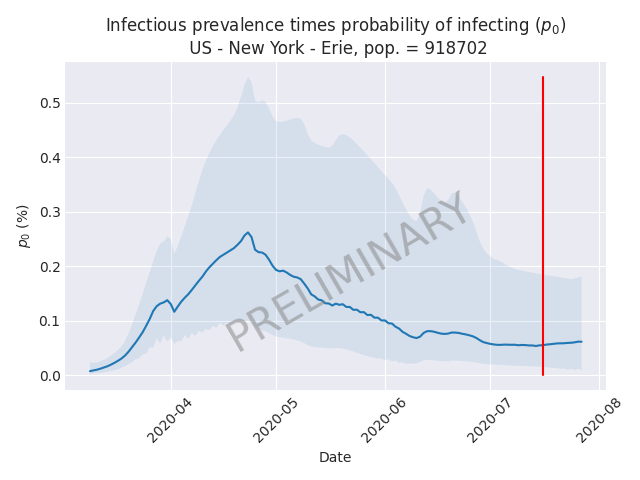 Infectious prevalence times probability of infecting (p₀)
US - New York - Erie, pop. = 918702
p₀ (%)
0.5
0.4
0.3
0.2
0.1
0.0
PRELIMINARY
2020-04
2020-05
2020-06
2020-07
2020-08
Date